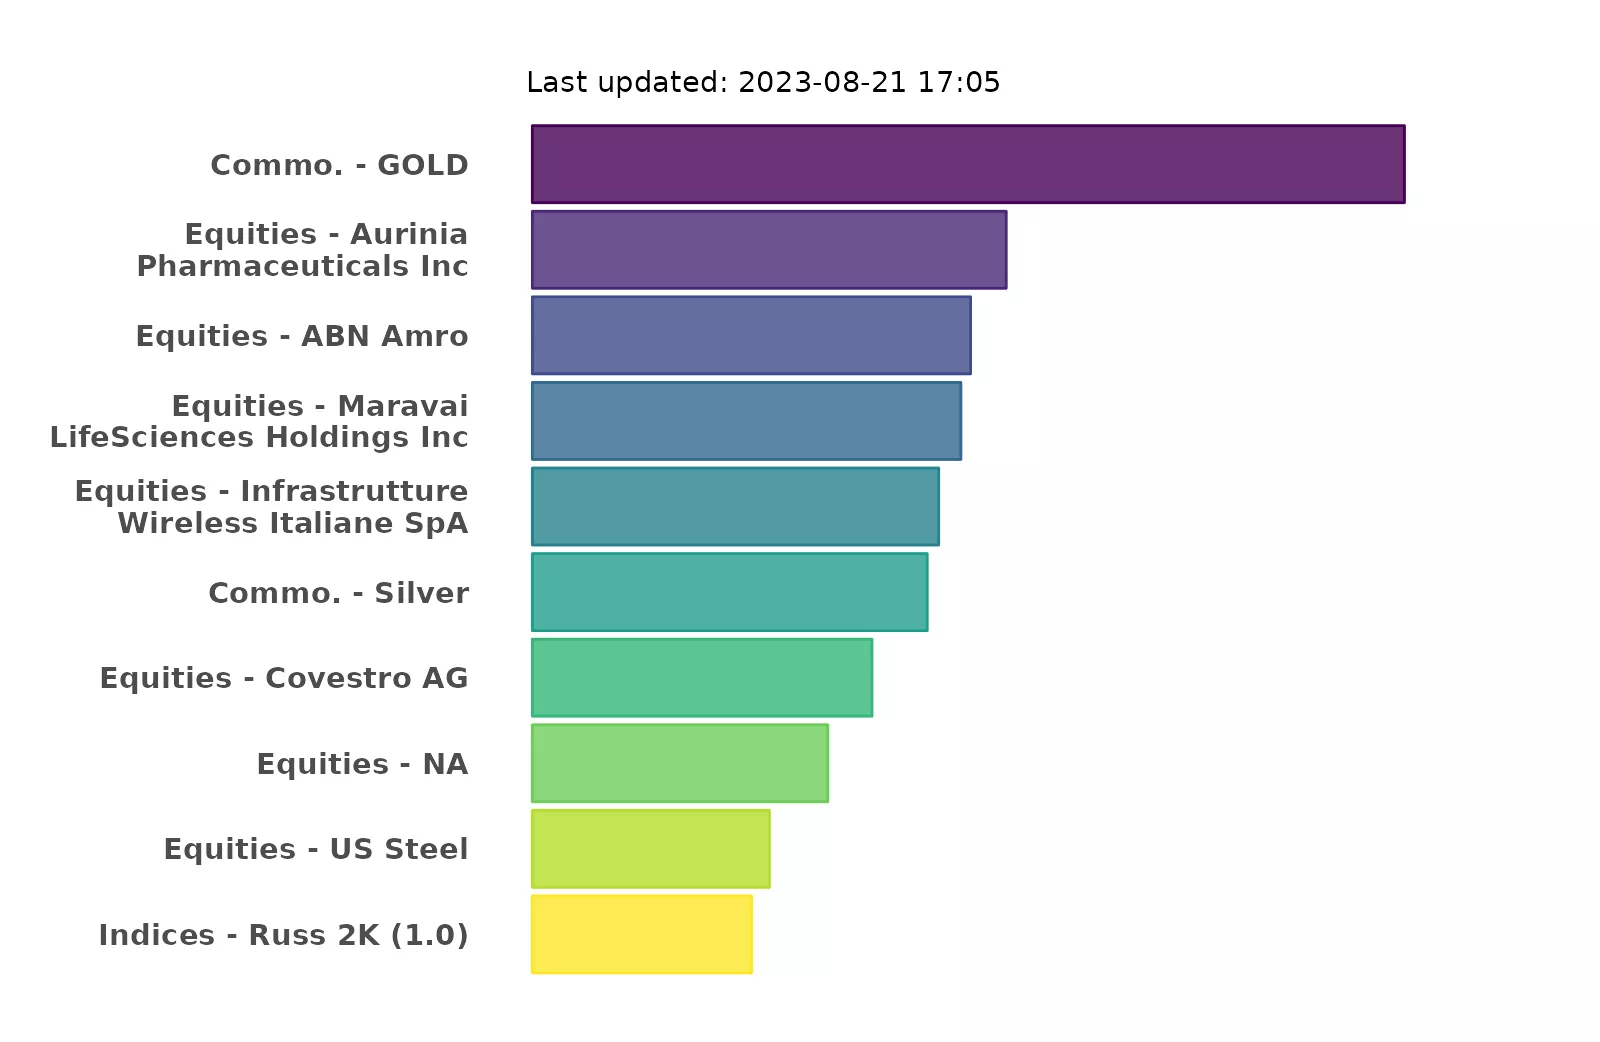 Last updated: 2023-08-21 17:05
Commo. - GOLD
Equities - Aurinia
Pharmaceuticals Inc
Equities - ABN Amro
Equities - Maravai
LifeSciences Holdings Inc
Equities - Infrastrutture
Wireless Italiane SpA
Commo. - Silver
Equities - Covestro AG
Equities - NA
Equities - US Steel
Indices - Russ 2K (1.0)